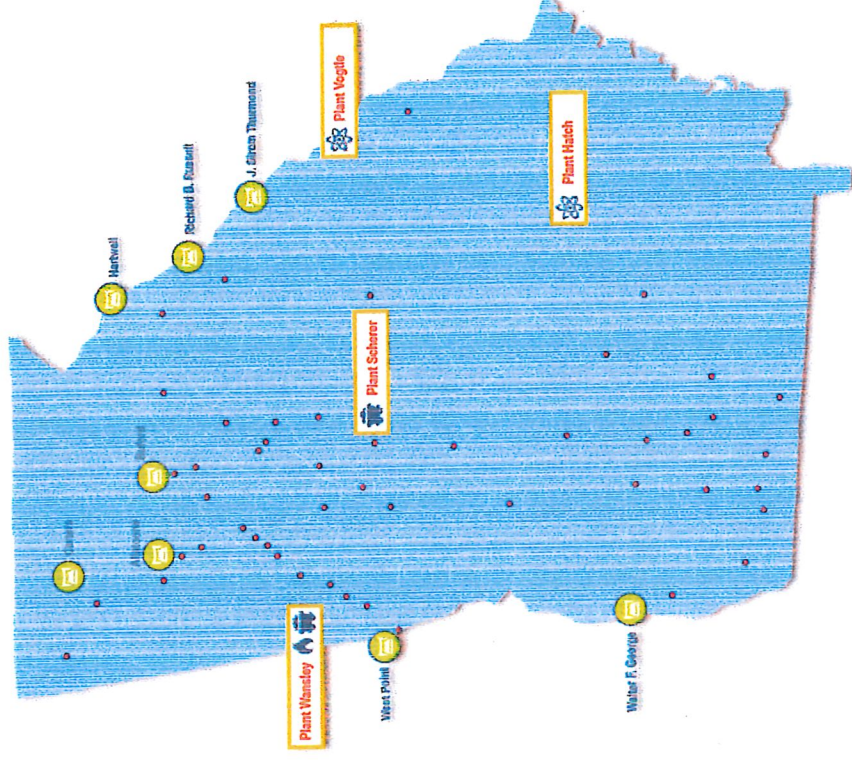 Hartwell
Richard B. Russell
J. Strom Thurmond
Plant Vogtle
Plant Hatch
Plant Scherer
Plant Wansley
West Point
Walter F. George